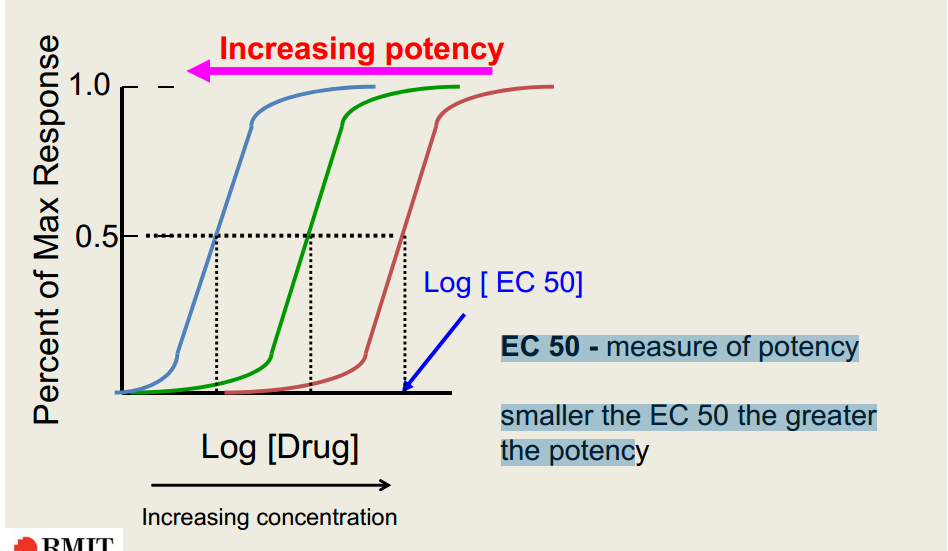 Increasing potency
Percent of Max Response
1.0
0.5
Log [ EC 50]
EC 50 - measure of potency
smaller the EC 50 the greater
the potency
Log [Drug]
Increasing concentration
RMIT